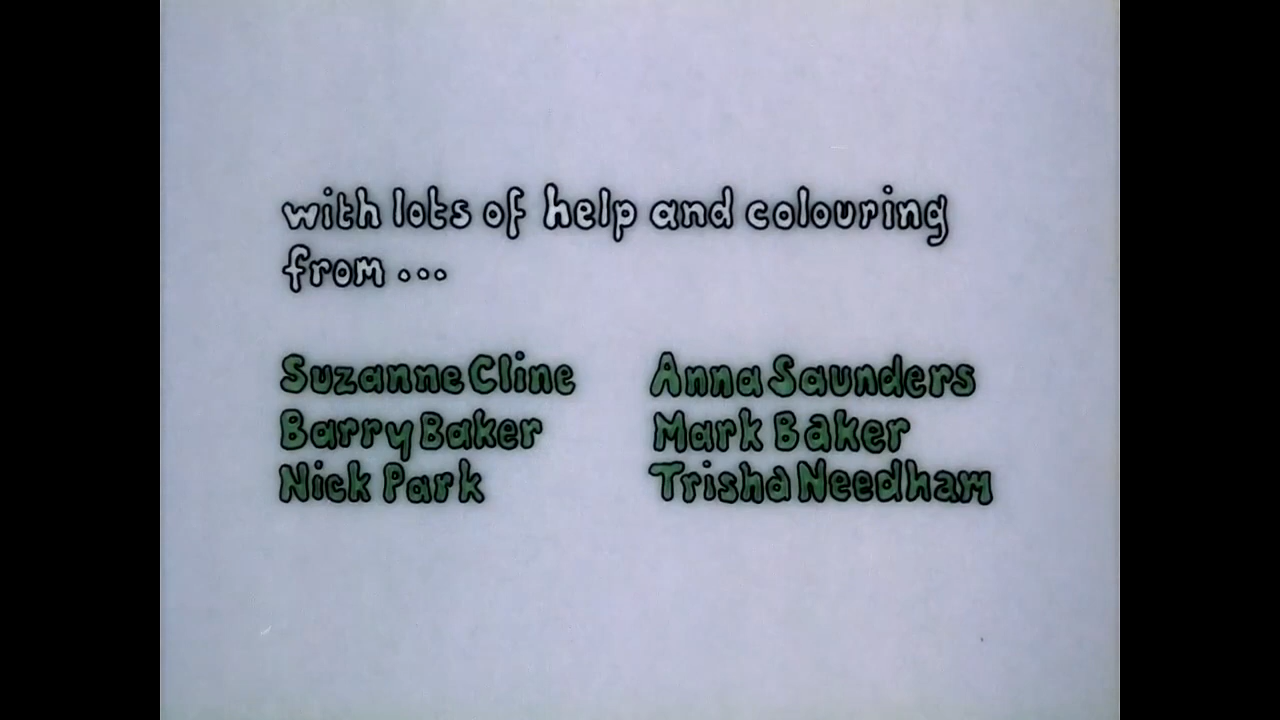 with lots of help and colouring
from ...
Suzanne Cline Anna Saunders
Barry Baker Mark Baker
Nick Park Trisha Needham